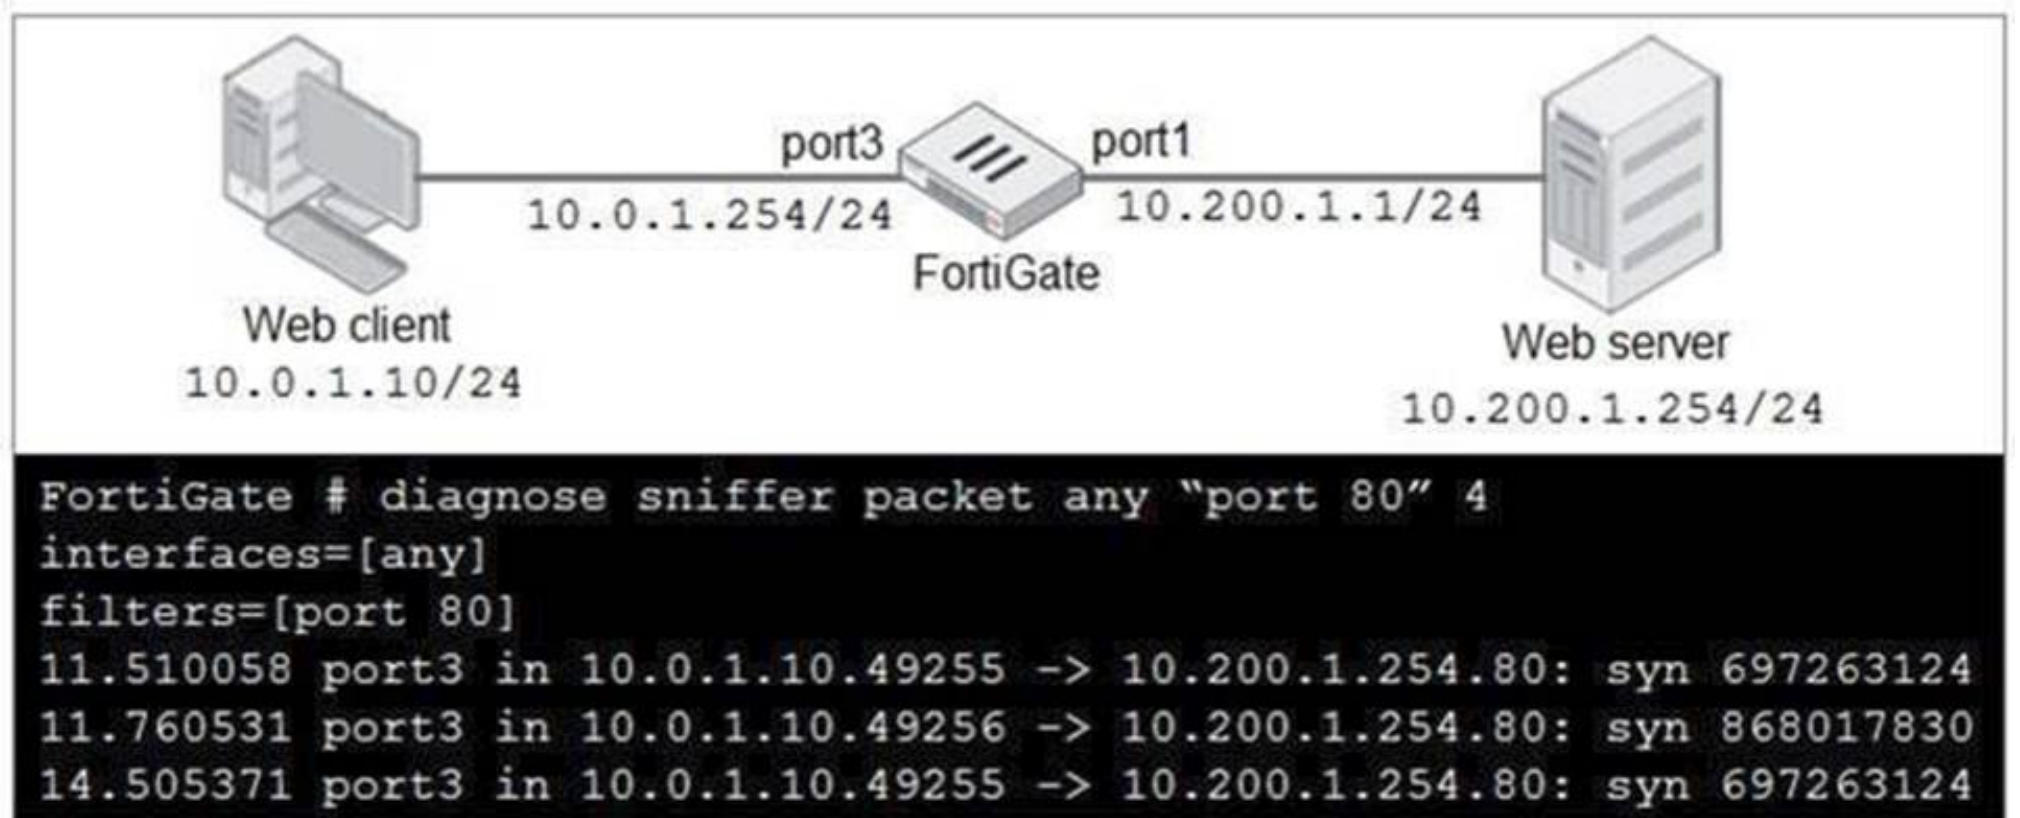 port3
port1
10.0.1.254/24
10.200.1.1/24
FortiGate
Web client
10.0.1.10/24
Web server
10.200.1.254/24
FortiGate # diagnose sniffer packet any “port 80” 4
interfaces=[any]
filters=[port 80]
11.510058 port3 in 10.0.1.10.49255 -> 10.200.1.254.80: syn 697263124
11.760531 port3 in 10.0.1.10.49256 -> 10.200.1.254.80: syn 868017830
14.505371 port3 in 10.0.1.10.49255 -> 10.200.1.254.80: syn 697263124